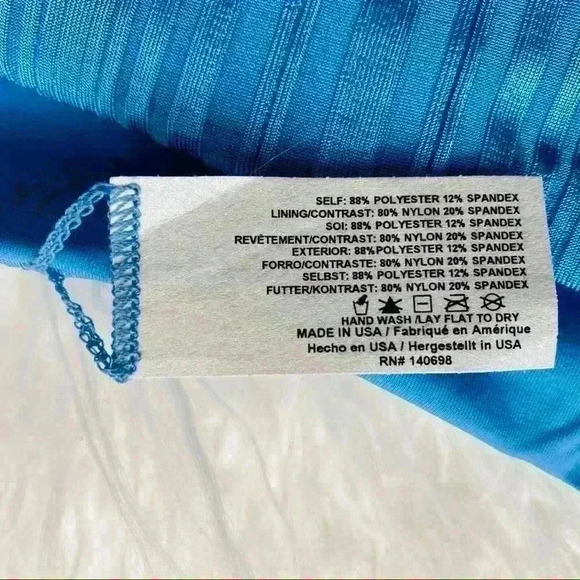 SELF: 88% POLYESTER 12% SPANDEX
LINING/CONTRAST: 80% NYLON 20% SPANDEX
SOI: 88% POLYESTER 12% SPANDEX
REVÊTEMENT/CONTRAST: 80% NYLON 20% SPANDEX
EXTERIOR: 88%POLYESTER 12% SPANDEX
FORRO/CONTRASTE: 80% NYLON 20% SPANDEX
SELBST: 88% POLYESTER 12% SPANDEX
FUTTER/KONTRAST: 80% NYLON 20% SPANDEX
HAND WASH /LAY FLAT TO DRY
MADE IN USA / Fabriqué en Amérique
Hecho en USA / Hergestellt in USA
RN# 140698